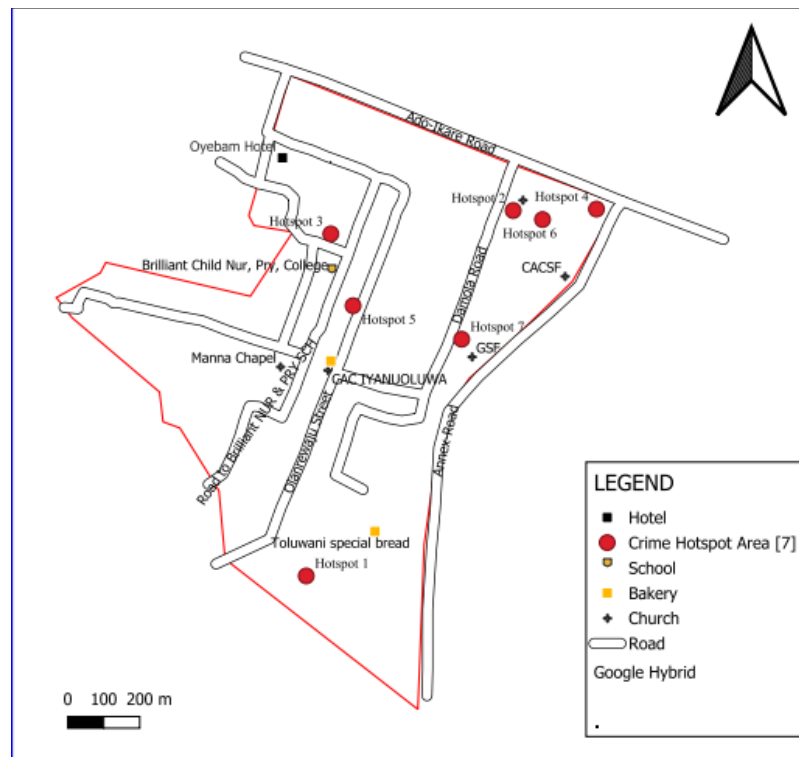 Ado-Ikare Road
Oyebam Hotel
Hotspot 2
Hotspot 4
Hotspot 3
Hotspot 6
Brilliant Child Nur, Pry, College
CACSF
Damola Road
Hotspot 5
Hotspot 7
GSF
Manna Chapel
GAC IYANUOLUWA
Road to Brilliant NUR & PRY SCH
Olanrewaju Street
Annex Road
Toluwani special bread
Hotspot 1
LEGEND
Hotel
Crime Hotspot Area [7]
School
Bakery
Church
Road
Google Hybrid
0 100 200 m